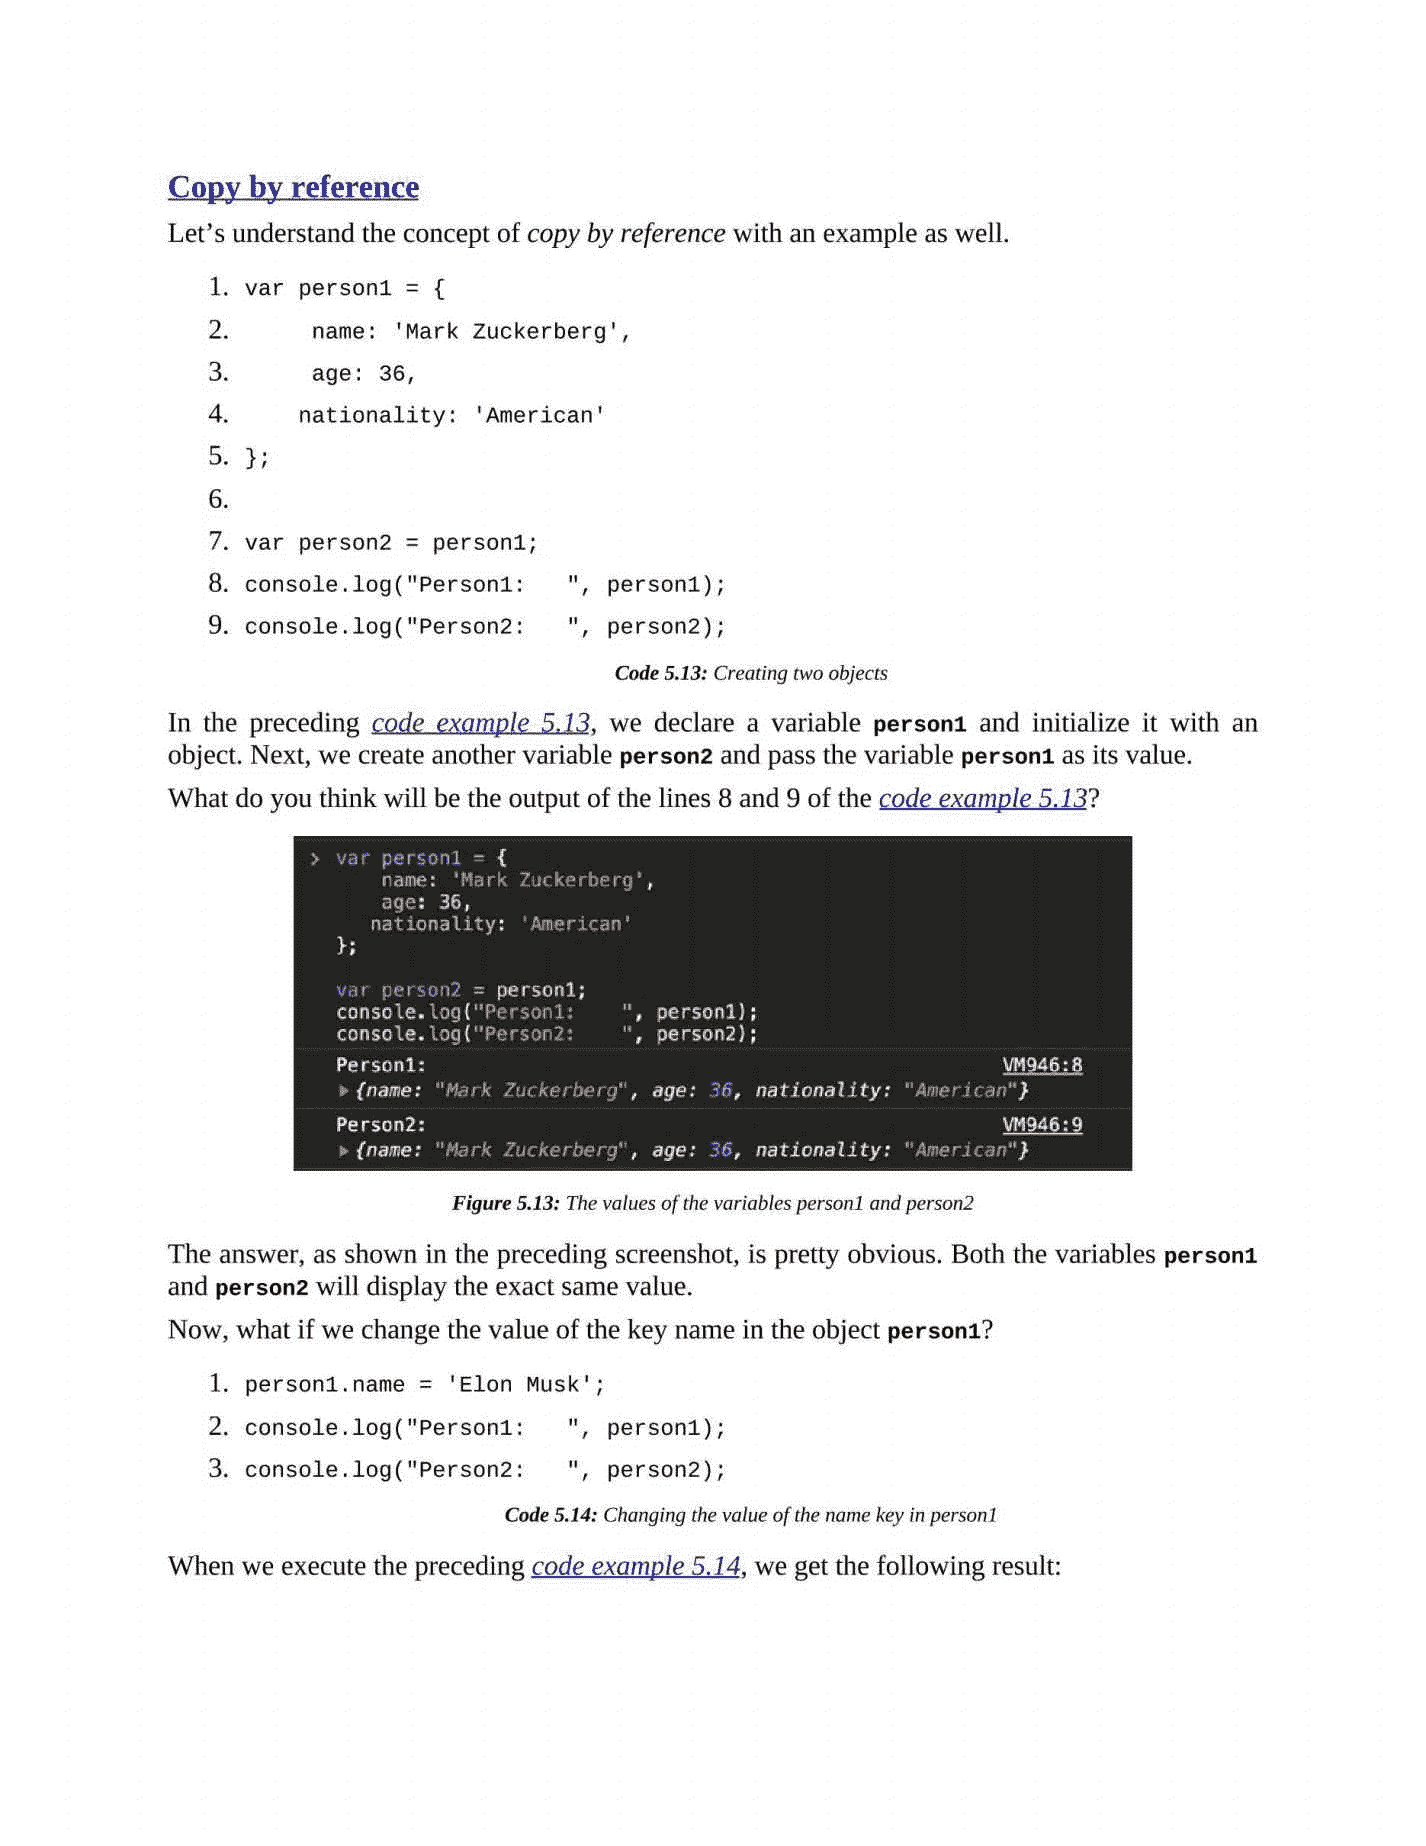 Copy by reference
Let’s understand the concept of copy by reference with an example as well.
1. var person1 = {
2.      name: 'Mark Zuckerberg',
3.      age: 36,
4.     nationality: 'American'
5. };
6.
7. var person2 = person1;
8. console.log("Person1:   ", person1);
9. console.log("Person2:   ", person2);
Code 5.13: Creating two objects
In the preceding code example 5.13, we declare a variable person1 and initialize it with an
object. Next, we create another variable person2 and pass the variable person1 as its value.
What do you think will be the output of the lines 8 and 9 of the code example 5.13?
> var person1 = {
    name: 'Mark Zuckerberg',
    age: 36,
   nationality: 'American'
};
var person2 = person1;
console.log("Person1:    ", person1);
console.log("Person2:    ", person2);
Person1: VM946:8
▸{name: "Mark Zuckerberg", age: 36, nationality: "American"}
Person2: VM946:9
▸{name: "Mark Zuckerberg", age: 36, nationality: "American"}
Figure 5.13: The values of the variables person1 and person2
The answer, as shown in the preceding screenshot, is pretty obvious. Both the variables person1
and person2 will display the exact same value.
Now, what if we change the value of the key name in the object person1?
1. person1.name = 'Elon Musk';
2. console.log("Person1:   ", person1);
3. console.log("Person2:   ", person2);
Code 5.14: Changing the value of the name key in person1
When we execute the preceding code example 5.14, we get the following result: